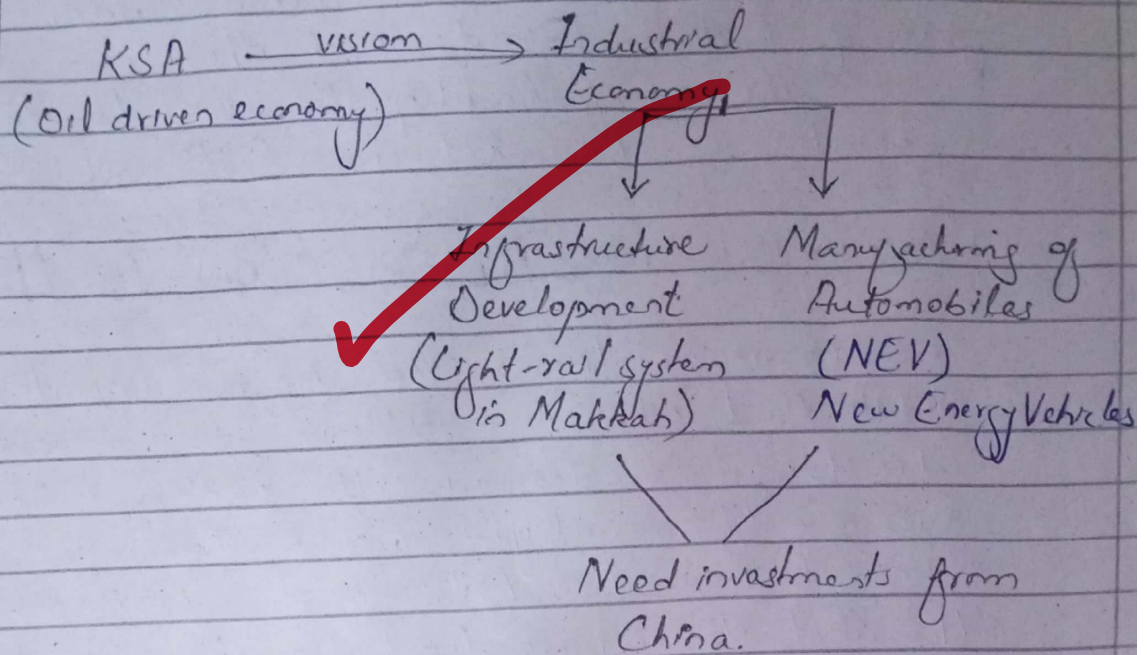 KSA vision Industrial
(Oil driven economy) Economy
Infrastructure Manufacturing of
Development Automobiles
(Light-rail system (NEV)
in Makkah) New Energy Vehicles
Need invastments from
China.